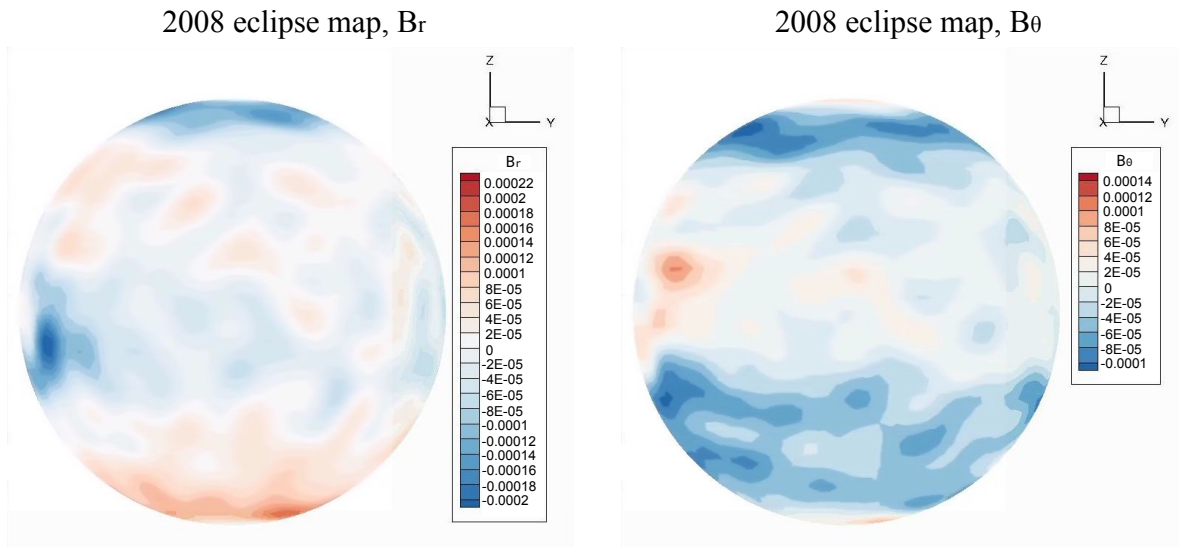 2008 eclipse map, Br
2008 eclipse map, Bθ
Z
X
Y
Br
0.00022
0.0002
0.00018
0.00016
0.00014
0.00012
0.0001
8E-05
6E-05
4E-05
2E-05
0
-2E-05
-4E-05
-6E-05
-8E-05
-0.0001
-0.00012
-0.00014
-0.00016
-0.00018
-0.0002
Z
X
Y
Bθ
0.00014
0.00012
0.0001
8E-05
6E-05
4E-05
2E-05
0
-2E-05
-4E-05
-6E-05
-8E-05
-0.0001